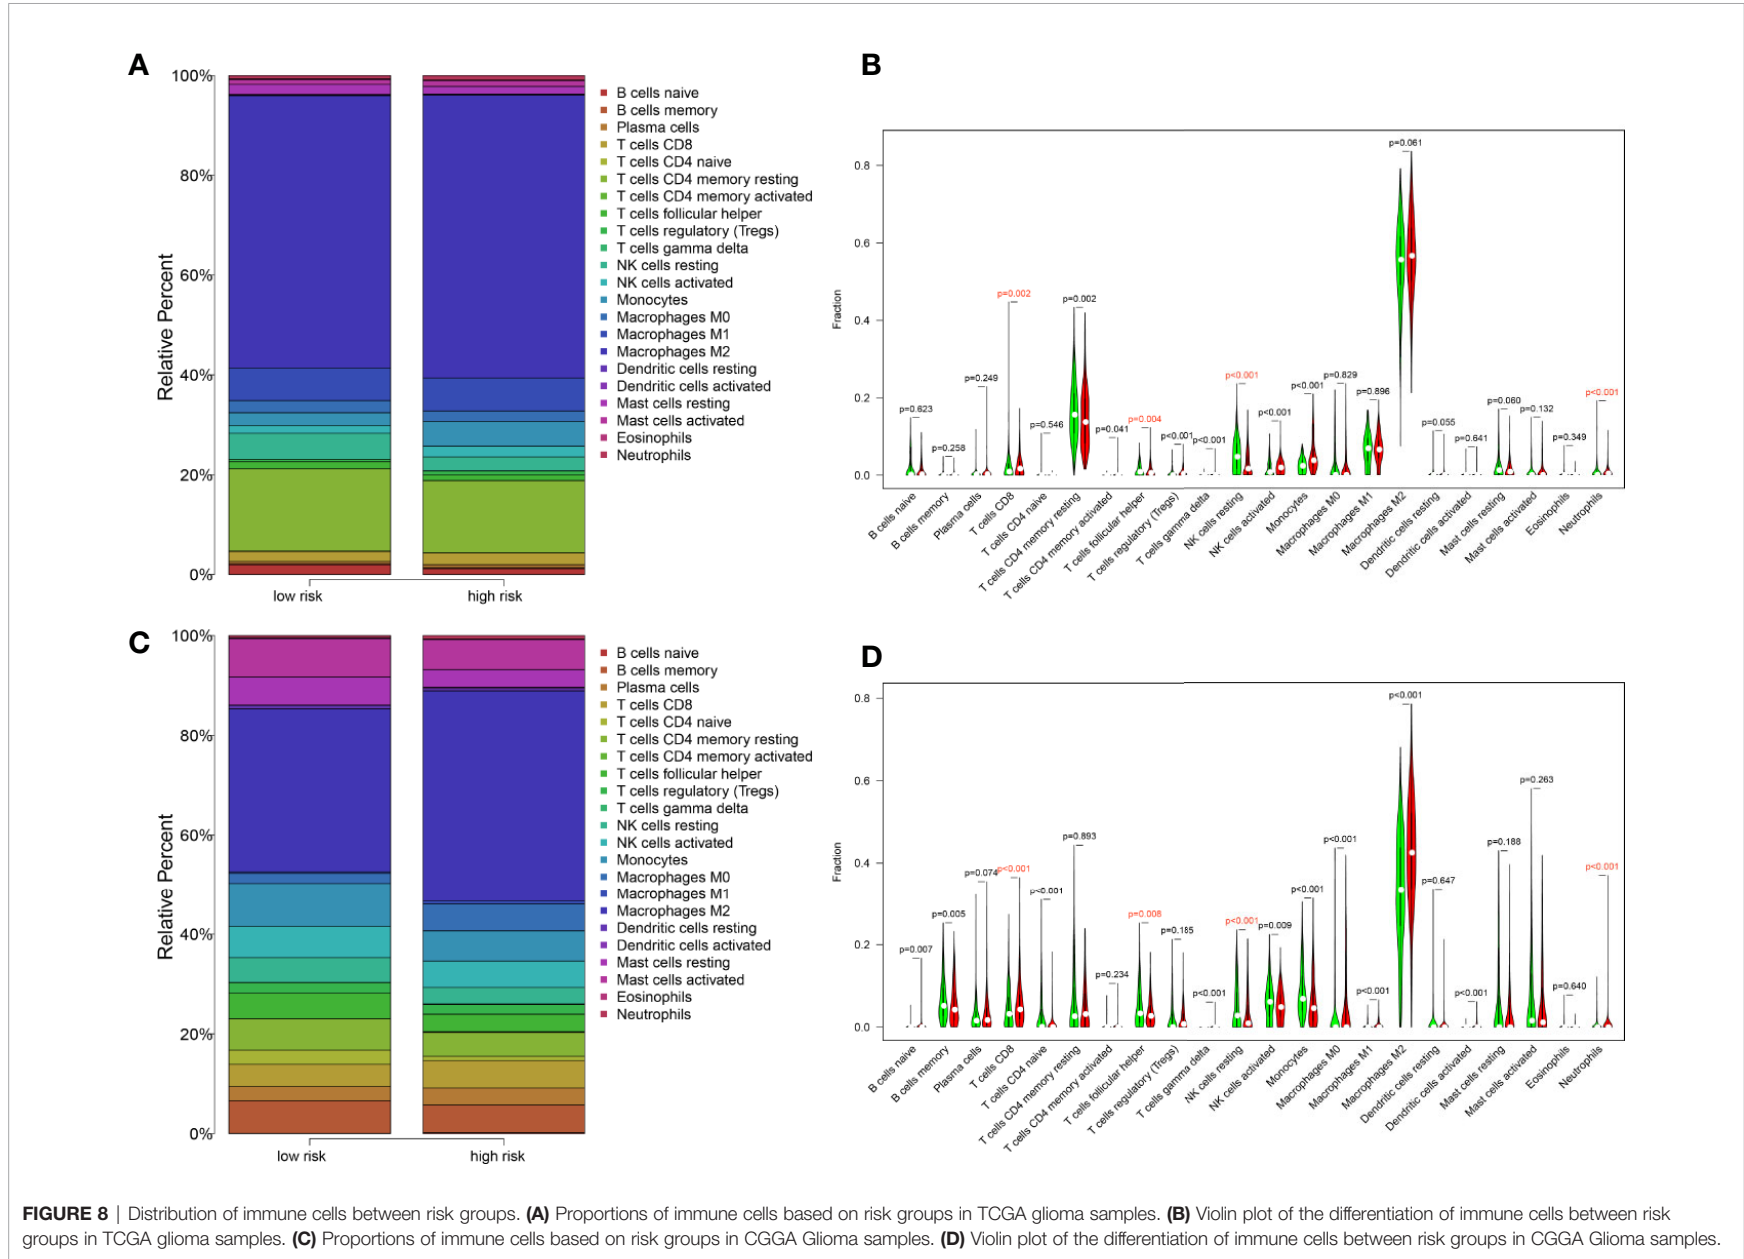 A
100%
80%
60%
40%
20%
0%
Relative Percent
low risk
high risk
B cells naive
B cells memory
Plasma cells
T cells CD8
T cells CD4 naive
T cells CD4 memory resting
T cells CD4 memory activated
T cells follicular helper
T cells regulatory (Tregs)
T cells gamma delta
NK cells resting
NK cells activated
Monocytes
Macrophages M0
Macrophages M1
Macrophages M2
Dendritic cells resting
Dendritic cells activated
Mast cells resting
Mast cells activated
Eosinophils
Neutrophils
B
Fraction
0.8
0.6
0.4
0.2
0.0
p=0.623
p=0.258
p=0.249
p=0.002
p=0.546
p=0.002
p=0.041
p=0.004
p<0.001
p<0.001
p<0.001
p<0.001
p<0.001
p=0.829
p=0.896
p=0.061
p=0.055
p=0.641
p=0.060
p=0.132
p=0.349
p<0.001
B cells naive
B cells memory
Plasma cells
T cells CD8
T cells CD4 naive
T cells CD4 memory resting
T cells CD4 memory activated
T cells follicular helper
T cells regulatory (Tregs)
T cells gamma delta
NK cells resting
NK cells activated
Monocytes
Macrophages M0
Macrophages M1
Macrophages M2
Dendritic cells resting
Dendritic cells activated
Mast cells resting
Mast cells activated
Eosinophils
Neutrophils
C
100%
80%
60%
40%
20%
0%
Relative Percent
low risk
high risk
B cells naive
B cells memory
Plasma cells
T cells CD8
T cells CD4 naive
T cells CD4 memory resting
T cells CD4 memory activated
T cells follicular helper
T cells regulatory (Tregs)
T cells gamma delta
NK cells resting
NK cells activated
Monocytes
Macrophages M0
Macrophages M1
Macrophages M2
Dendritic cells resting
Dendritic cells activated
Mast cells resting
Mast cells activated
Eosinophils
Neutrophils
D
Fraction
0.8
0.6
0.4
0.2
0.0
p=0.007
p=0.005
p=0.074
p<0.001
p<0.001
p=0.893
p=0.234
p=0.008
p=0.185
p<0.001
p<0.001
p=0.009
p<0.001
p<0.001
p<0.001
p<0.001
p=0.647
p<0.001
p=0.188
p=0.263
p=0.640
p<0.001
B cells naive
B cells memory
Plasma cells
T cells CD8
T cells CD4 naive
T cells CD4 memory resting
T cells CD4 memory activated
T cells follicular helper
T cells regulatory (Tregs)
T cells gamma delta
NK cells resting
NK cells activated
Monocytes
Macrophages M0
Macrophages M1
Macrophages M2
Dendritic cells resting
Dendritic cells activated
Mast cells resting
Mast cells activated
Eosinophils
Neutrophils
FIGURE 8 | Distribution of immune cells between risk groups. (A) Proportions of immune cells based on risk groups in TCGA glioma samples. (B) Violin plot of the differentiation of immune cells between risk
groups in TCGA glioma samples. (C) Proportions of immune cells based on risk groups in CGGA Glioma samples. (D) Violin plot of the differentiation of immune cells between risk groups in CGGA Glioma samples.